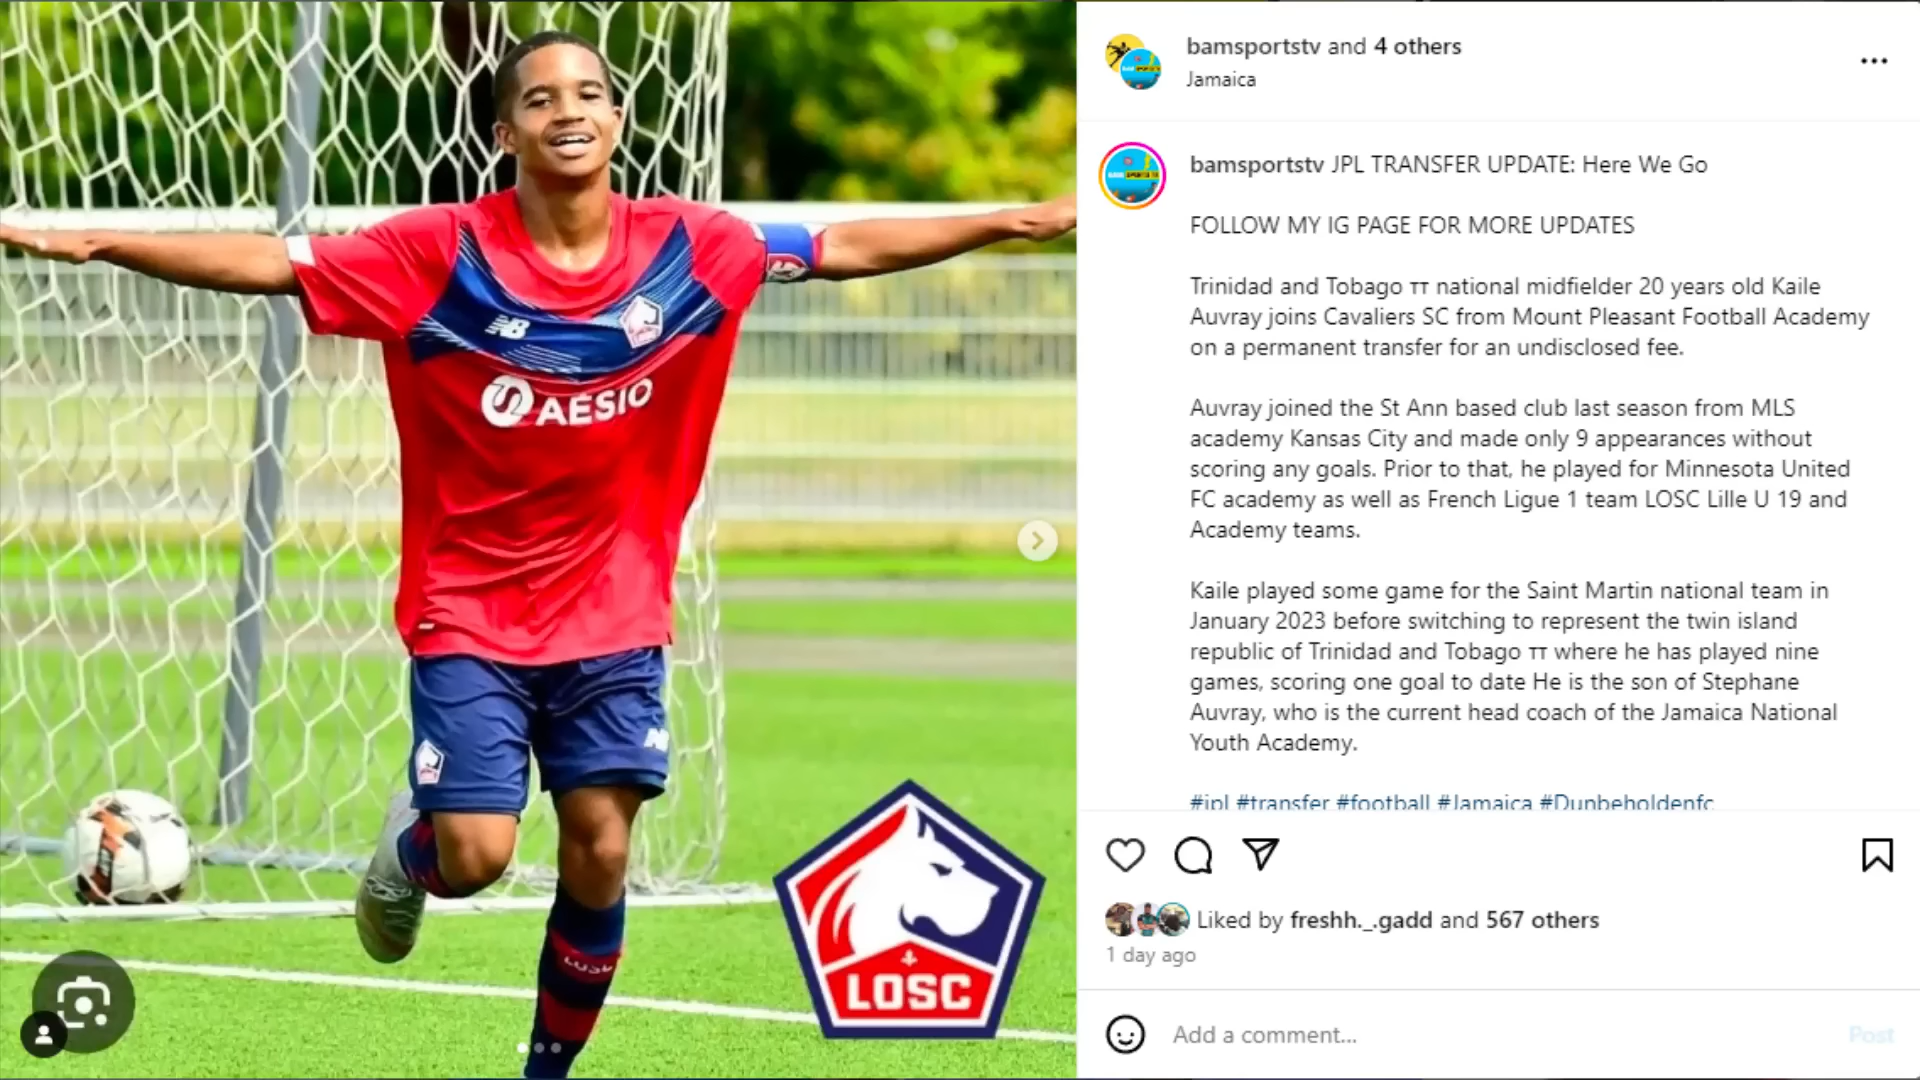 NB
AÉSIO
LOSC
LOSC
bamsportstv and 4 others
Jamaica
bamsportstv JPL TRANSFER UPDATE: Here We Go
FOLLOW MY IG PAGE FOR MORE UPDATES
Trinidad and Tobago TT national midfielder 20 years old Kaile
Auvray joins Cavaliers SC from Mount Pleasant Football Academy
on a permanent transfer for an undisclosed fee.
Auvray joined the St Ann based club last season from MLS
academy Kansas City and made only 9 appearances without
scoring any goals. Prior to that, he played for Minnesota United
FC academy as well as French Ligue 1 team LOSC Lille U 19 and
Academy teams.
Kaile played some game for the Saint Martin national team in
January 2023 before switching to represent the twin island
republic of Trinidad and Tobago TT where he has played nine
games, scoring one goal to date He is the son of Stephane
Auvray, who is the current head coach of the Jamaica National
Youth Academy.
#jpl #transfer #football #Jamaica #Dunbeholdenfc
Liked by freshh._.gadd and 567 others
1 day ago
Add a comment...
Post